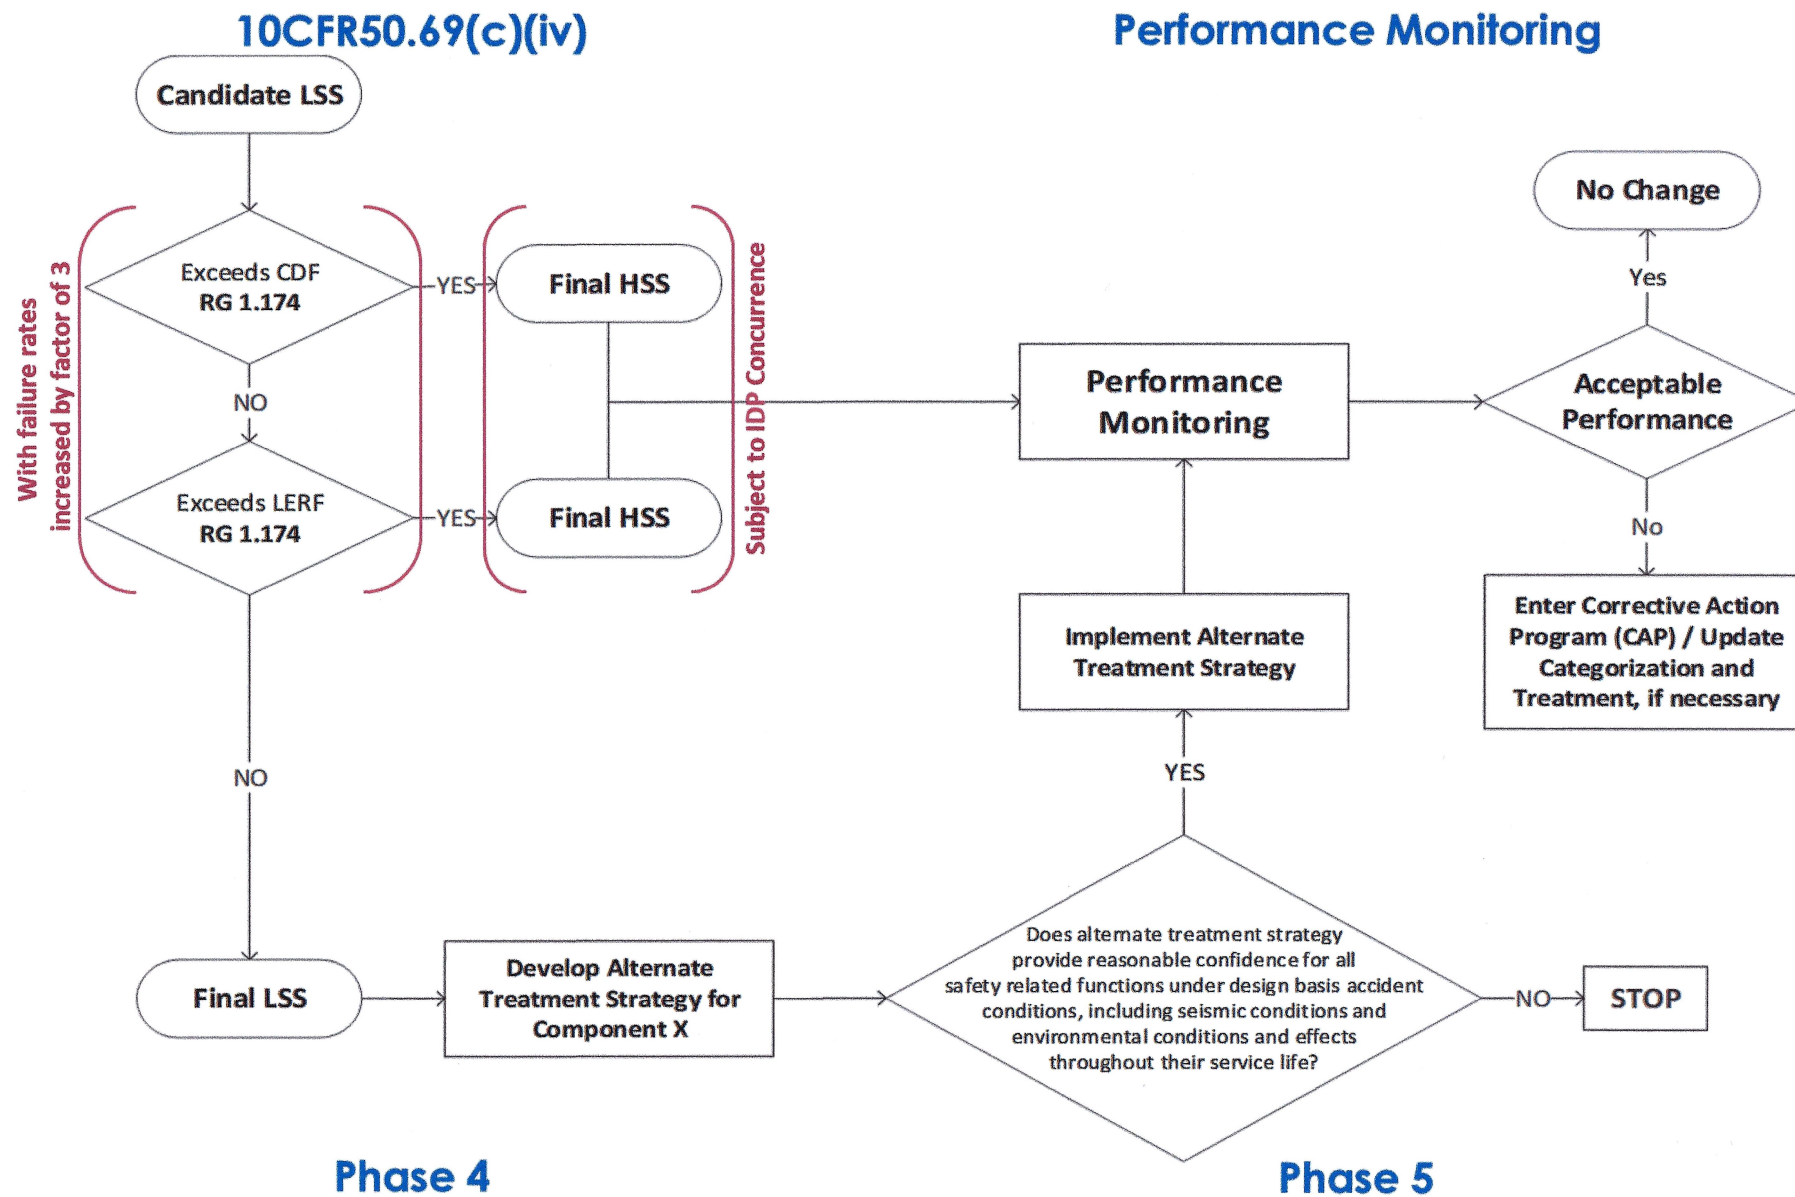 10CFR50.69(c)(iv)
Performance Monitoring
Candidate LSS
With failure rates
increased by factor of 3
Exceeds CDF
RG 1.174
YES
Final HSS
Subject to IDP Concurrence
NO
Exceeds LERF
RG 1.174
YES
Final HSS
NO
Final LSS
Develop Alternate
Treatment Strategy for
Component X
Does alternate treatment strategy
provide reasonable confidence for all
safety related functions under design basis accident
conditions, including seismic conditions and
environmental conditions and effects
throughout their service life?
NO
STOP
YES
Implement Alternate
Treatment Strategy
Performance
Monitoring
Acceptable
Performance
Yes
No Change
No
Enter Corrective Action
Program (CAP) / Update
Categorization and
Treatment, if necessary
Phase 4
Phase 5